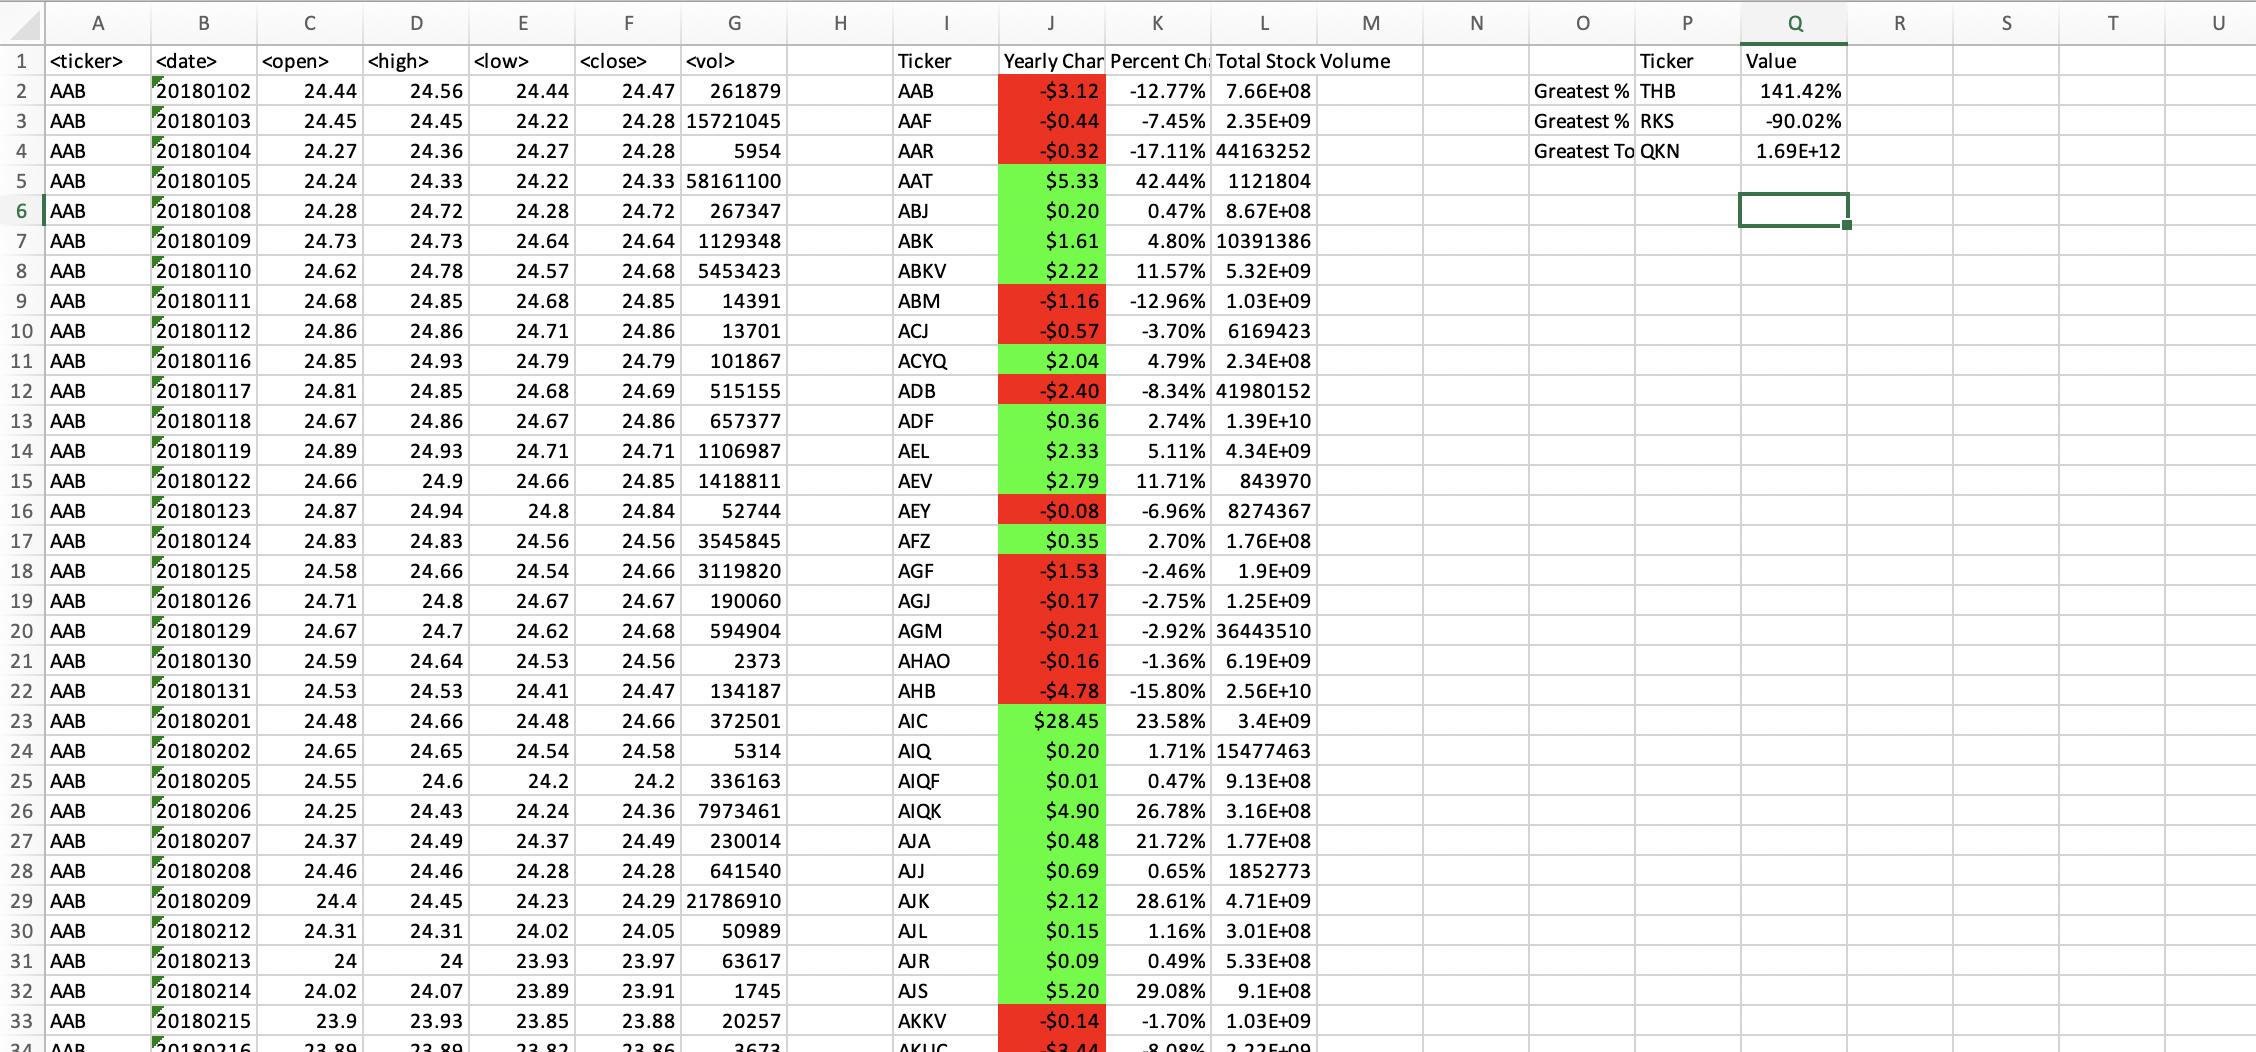 A B C D E F G H I J K L M N O P Q R S T U
1 <ticker> <date> <open> <high> <low> <close> <vol> Ticker Yearly Char Percent Ch Total Stock Volume Ticker Value
2 AAB 20180102 24.44 24.56 24.44 24.47 261879 AAB -$3.12 -12.77% 7.66E+08 Greatest % THB 141.42%
3 AAB 20180103 24.45 24.45 24.22 24.28 15721045 AAF -$0.44 -7.45% 2.35E+09 Greatest % RKS -90.02%
4 AAB 20180104 24.27 24.36 24.27 24.28 5954 AAR -$0.32 -17.11% 44163252 Greatest To QKN 1.69E+12
5 AAB 20180105 24.24 24.33 24.22 24.33 58161100 AAT $5.33 42.44% 1121804
6 AAB 20180108 24.28 24.72 24.28 24.72 267347 ABJ $0.20 0.47% 8.67E+08
7 AAB 20180109 24.73 24.73 24.64 24.64 1129348 ABK $1.61 4.80% 10391386
8 AAB 20180110 24.62 24.78 24.57 24.68 5453423 ABKV $2.22 11.57% 5.32E+09
9 AAB 20180111 24.68 24.85 24.68 24.85 14391 ABM -$1.16 -12.96% 1.03E+09
10 AAB 20180112 24.86 24.86 24.71 24.86 13701 ACJ -$0.57 -3.70% 6169423
11 AAB 20180116 24.85 24.93 24.79 24.79 101867 ACYQ $2.04 4.79% 2.34E+08
12 AAB 20180117 24.81 24.85 24.68 24.69 515155 ADB -$2.40 -8.34% 41980152
13 AAB 20180118 24.67 24.86 24.67 24.86 657377 ADF $0.36 2.74% 1.39E+10
14 AAB 20180119 24.89 24.93 24.71 24.71 1106987 AEL $2.33 5.11% 4.34E+09
15 AAB 20180122 24.66 24.9 24.66 24.85 1418811 AEV $2.79 11.71% 843970
16 AAB 20180123 24.87 24.94 24.8 24.84 52744 AEY -$0.08 -6.96% 8274367
17 AAB 20180124 24.83 24.83 24.56 24.56 3545845 AFZ $0.35 2.70% 1.76E+08
18 AAB 20180125 24.58 24.66 24.54 24.66 3119820 AGF -$1.53 -2.46% 1.9E+09
19 AAB 20180126 24.71 24.8 24.67 24.67 190060 AGJ -$0.17 -2.75% 1.25E+09
20 AAB 20180129 24.67 24.7 24.62 24.68 594904 AGM -$0.21 -2.92% 36443510
21 AAB 20180130 24.59 24.64 24.53 24.56 2373 AHAO -$0.16 -1.36% 6.19E+09
22 AAB 20180131 24.53 24.53 24.41 24.47 134187 AHB -$4.78 -15.80% 2.56E+10
23 AAB 20180201 24.48 24.66 24.48 24.66 372501 AIC $28.45 23.58% 3.4E+09
24 AAB 20180202 24.65 24.65 24.54 24.58 5314 AIQ $0.20 1.71% 15477463
25 AAB 20180205 24.55 24.6 24.2 24.2 336163 AIQF $0.01 0.47% 9.13E+08
26 AAB 20180206 24.25 24.43 24.24 24.36 7973461 AIQK $4.90 26.78% 3.16E+08
27 AAB 20180207 24.37 24.49 24.37 24.49 230014 AJA $0.48 21.72% 1.77E+08
28 AAB 20180208 24.46 24.46 24.28 24.28 641540 AJJ $0.69 0.65% 1852773
29 AAB 20180209 24.4 24.45 24.23 24.29 21786910 AJK $2.12 28.61% 4.71E+09
30 AAB 20180212 24.31 24.31 24.02 24.05 50989 AJL $0.15 1.16% 3.01E+08
31 AAB 20180213 24 24 23.93 23.97 63617 AJR $0.09 0.49% 5.33E+08
32 AAB 20180214 24.02 24.07 23.89 23.91 1745 AJS $5.20 29.08% 9.1E+08
33 AAB 20180215 23.9 23.93 23.85 23.88 20257 AKKV -$0.14 -1.70% 1.03E+09
34 AAB 20180216 23.89 23.89 23.82 23.86 3673 -$3.44 -8.08% 2.22E+09